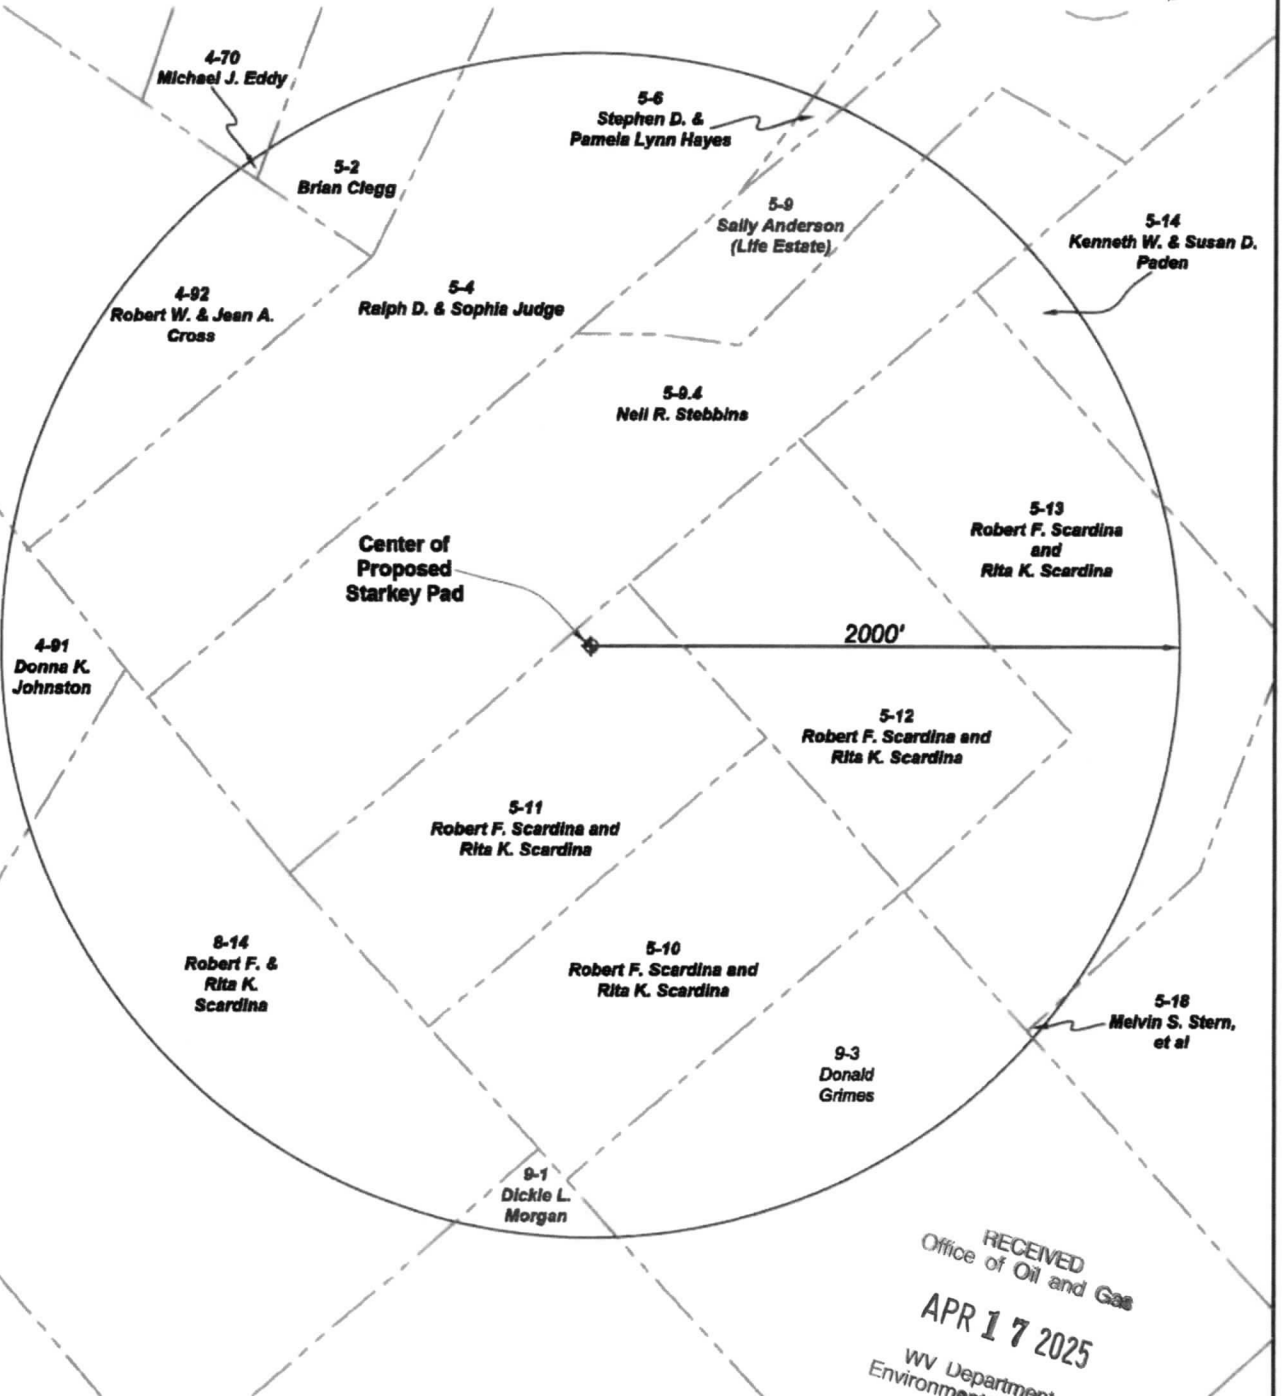 4-70
Michael J. Eddy
5-6
Stephen D. &
Pamela Lynn Hayes
5-2
Brian Clegg
5-9
Sally Anderson
(Life Estate)
5-14
Kenneth W. & Susan D.
Paden
4-92
Robert W. & Jean A.
Cross
5-4
Ralph D. & Sophia Judge
5-9.4
Neil R. Stebbins
5-13
Robert F. Scardina
and
Rita K. Scardina
Center of
Proposed
Starkey Pad
2000'
4-91
Donna K.
Johnston
5-12
Robert F. Scardina and
Rita K. Scardina
5-11
Robert F. Scardina and
Rita K. Scardina
8-14
Robert F. &
Rita K.
Scardina
5-10
Robert F. Scardina and
Rita K. Scardina
5-18
Melvin S. Stern,
et al
9-3
Donald
Grimes
9-1
Dickie L.
Morgan
RECEIVED
Office of Oil and Gas
APR 17 2025
WV Department